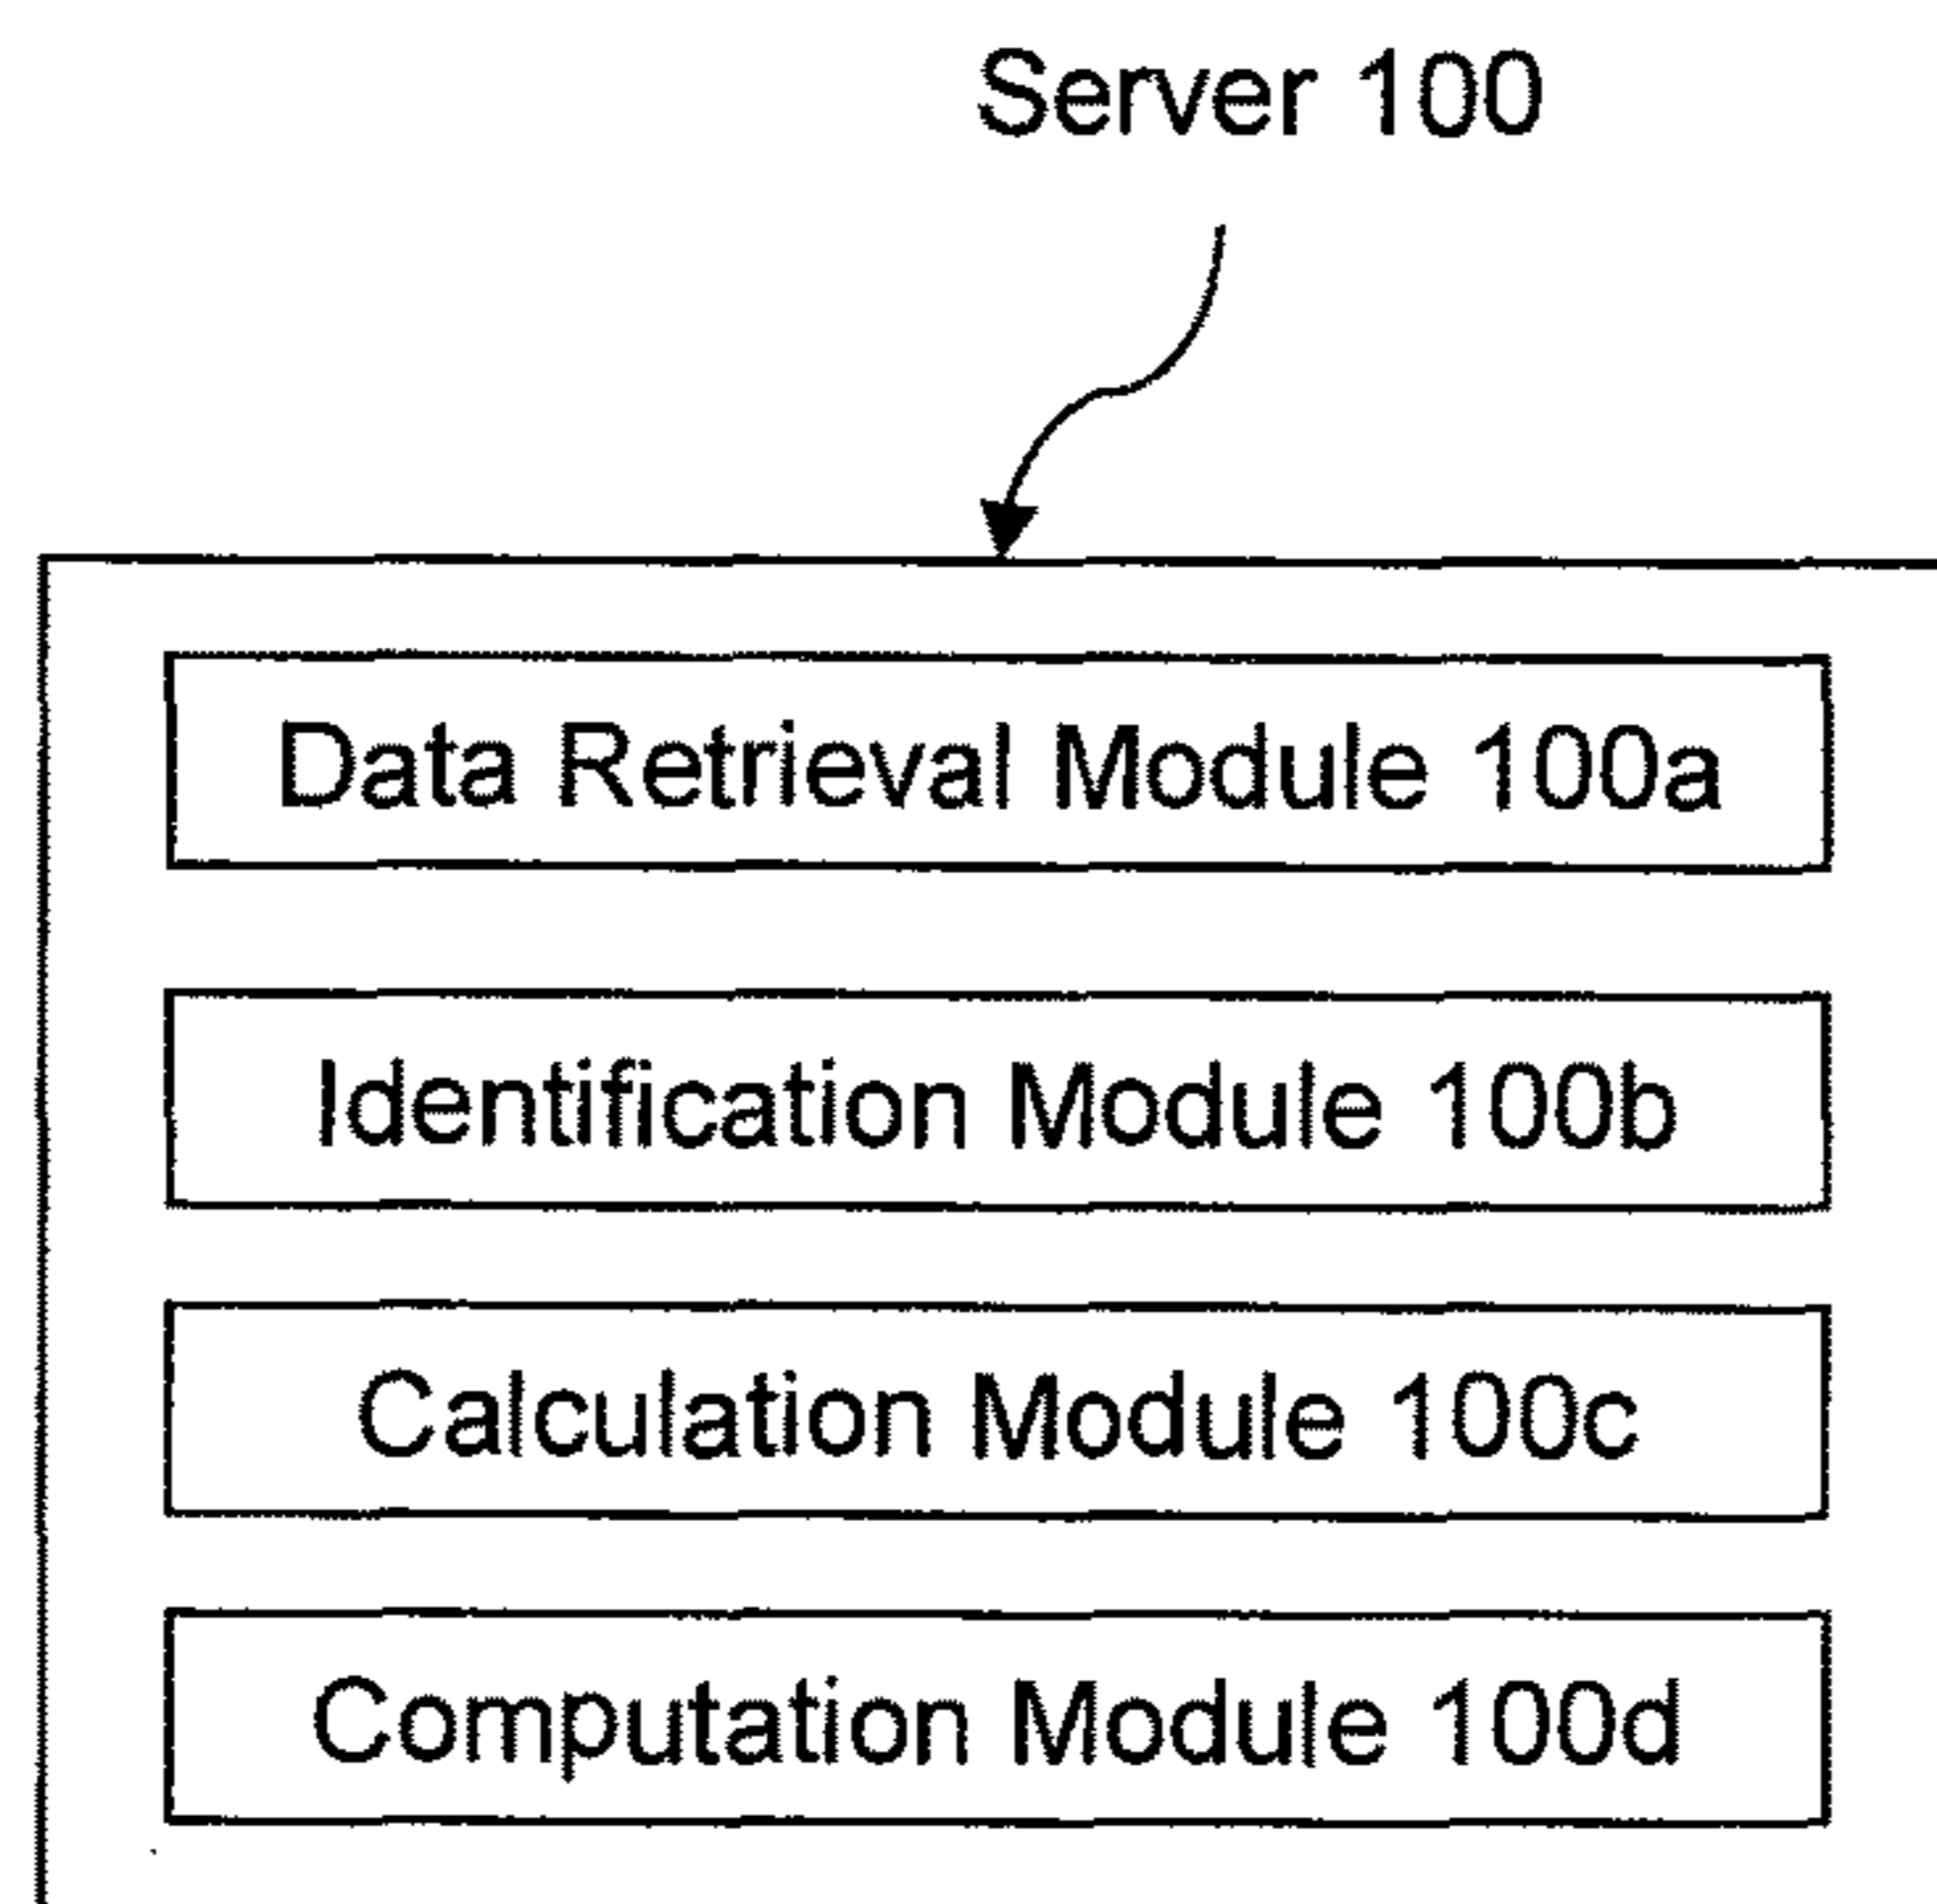 Server 100
Data Retrieval Module 100a
Identification Module 100b
Calculation Module 100c
Computation Module 100d